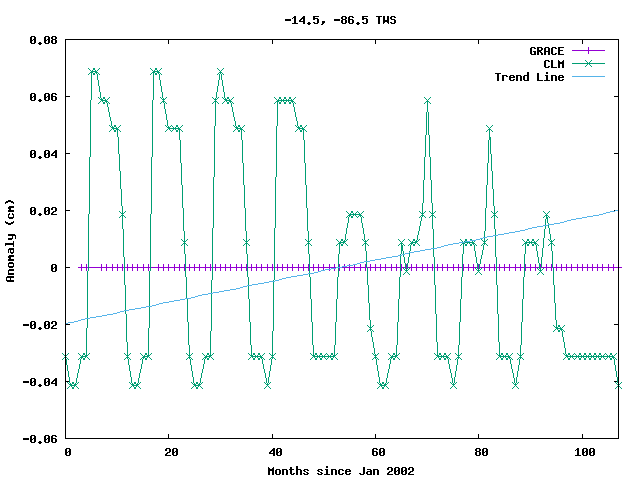 -14.5, -86.5 TWS
GRACE
CLM
Trend Line
0.08
0.06
0.04
0.02
0
-0.02
-0.04
-0.06
Anomaly (cm)
0 20 40 60 80 100
Months since Jan 2002